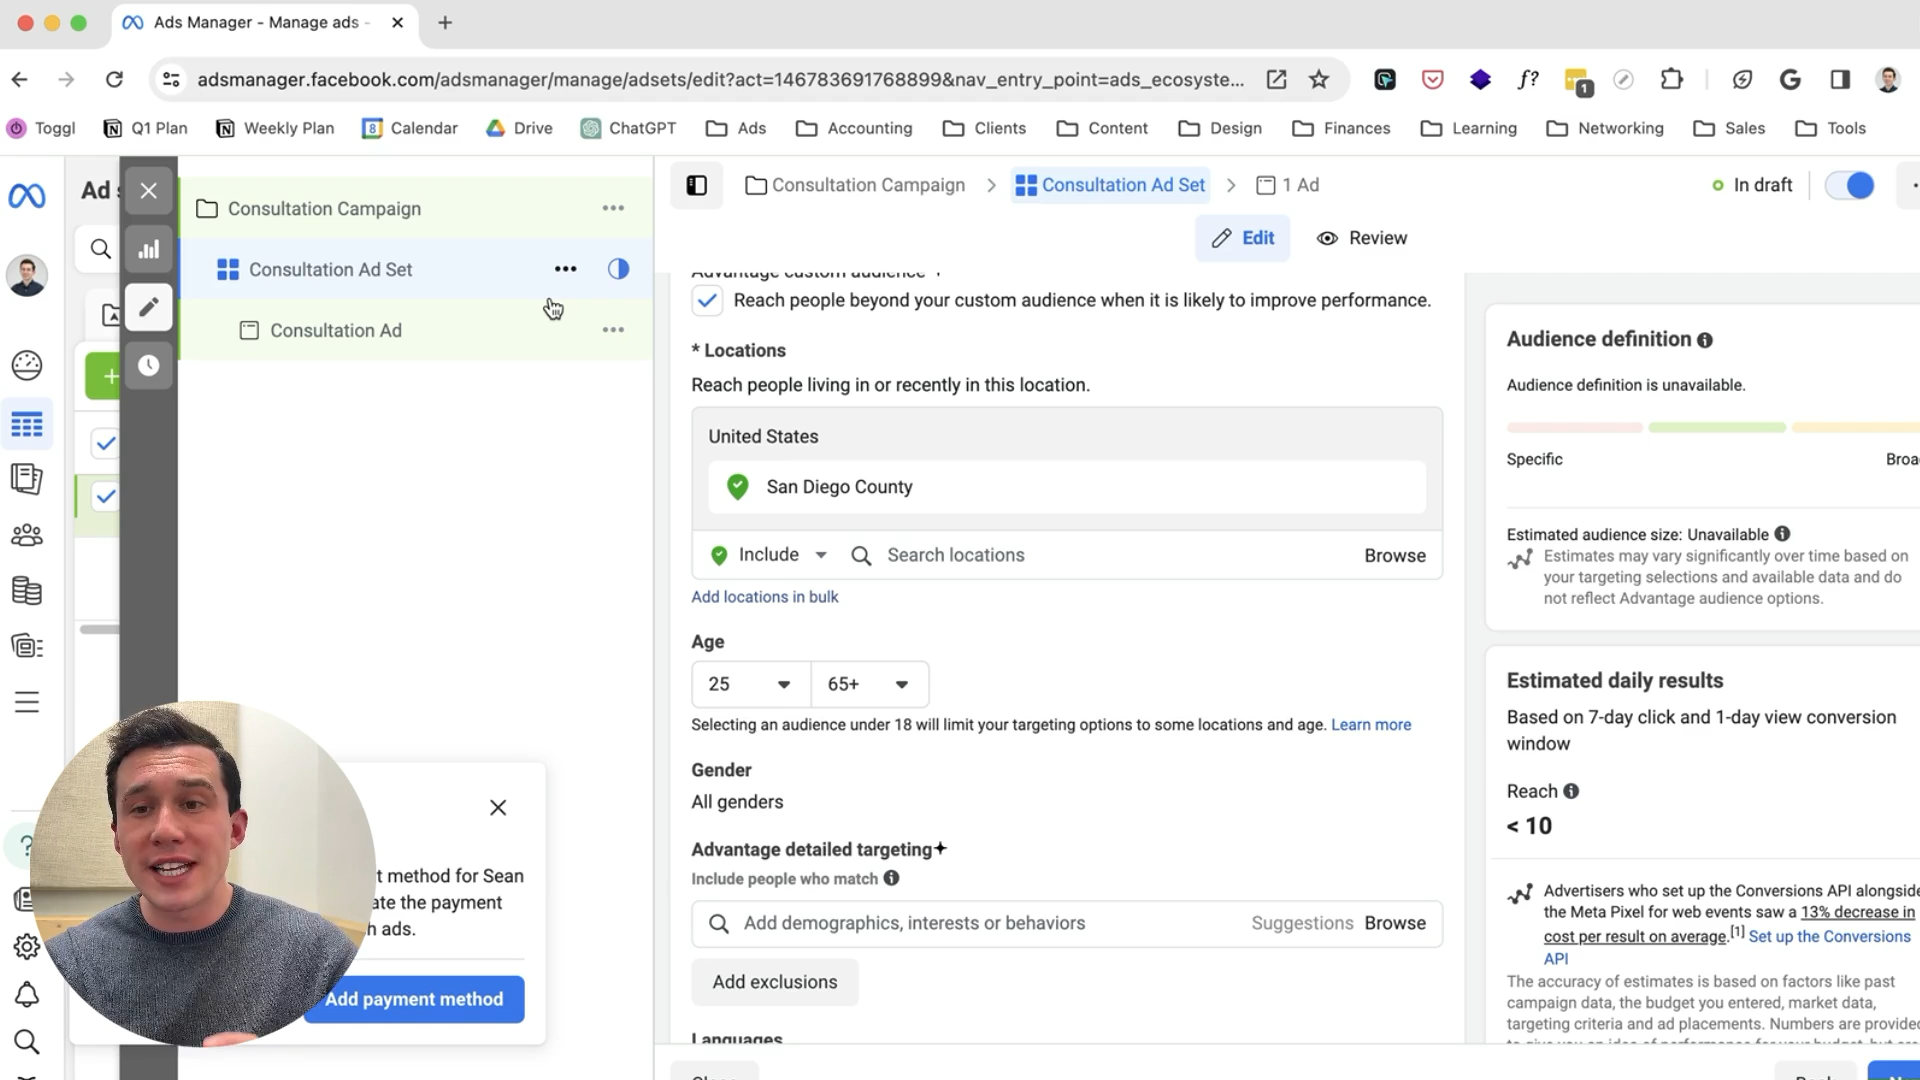 Ads Manager - Manage ads -
adsmanager.facebook.com/adsmanager/manage/adsets/edit?act=146783691768899&nav_entry_point=ads_ecosyste...
f?
1
Toggl
Q1 Plan
Weekly Plan
8
Calendar
Drive
ChatGPT
Ads
Accounting
Clients
Content
Design
Finances
Learning
Networking
Sales
Tools
Ad
Consultation Campaign
Consultation Ad Set
Consultation Ad
Consultation Campaign
Consultation Ad Set
1 Ad
In draft
Edit
Review
Advantage custom audience +
Reach people beyond your custom audience when it is likely to improve performance.
* Locations
Reach people living in or recently in this location.
United States
San Diego County
Include
Search locations
Browse
Add locations in bulk
Age
25
65+
Selecting an audience under 18 will limit your targeting options to some locations and age. Learn more
Gender
All genders
Advantage detailed targeting+
Include people who match
Add demographics, interests or behaviors
Suggestions
Browse
Add exclusions
Languages
Audience definition
Audience definition is unavailable.
Specific
Broa
Estimated audience size: Unavailable
Estimates may vary significantly over time based on
your targeting selections and available data and do
not reflect Advantage audience options.
Estimated daily results
Based on 7-day click and 1-day view conversion
window
Reach
< 10
Advertisers who set up the Conversions API alongside
the Meta Pixel for web events saw a 13% decrease in
cost per result on average.[1] Set up the Conversions
API
The accuracy of estimates is based on factors like past
campaign data, the budget you entered, market data,
targeting criteria and ad placements. Numbers are provided
t method for Sean
ate the payment
h ads.
Add payment method